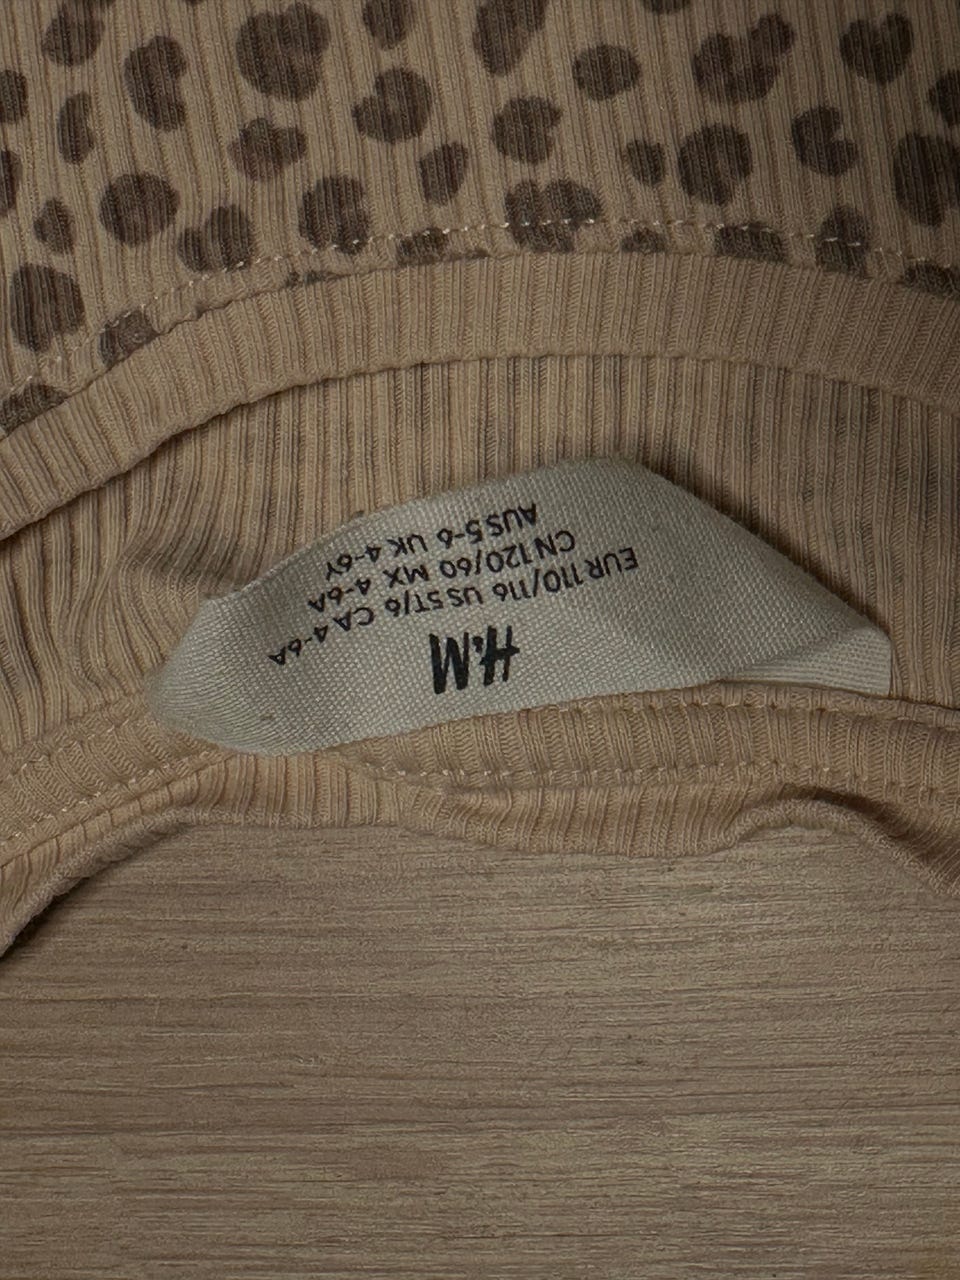 H&M
EUR 110/116 US 5T/6 CA 4-6A
CN 120/60 MX 4-6A
AUS 5-6 UK 4-6Y